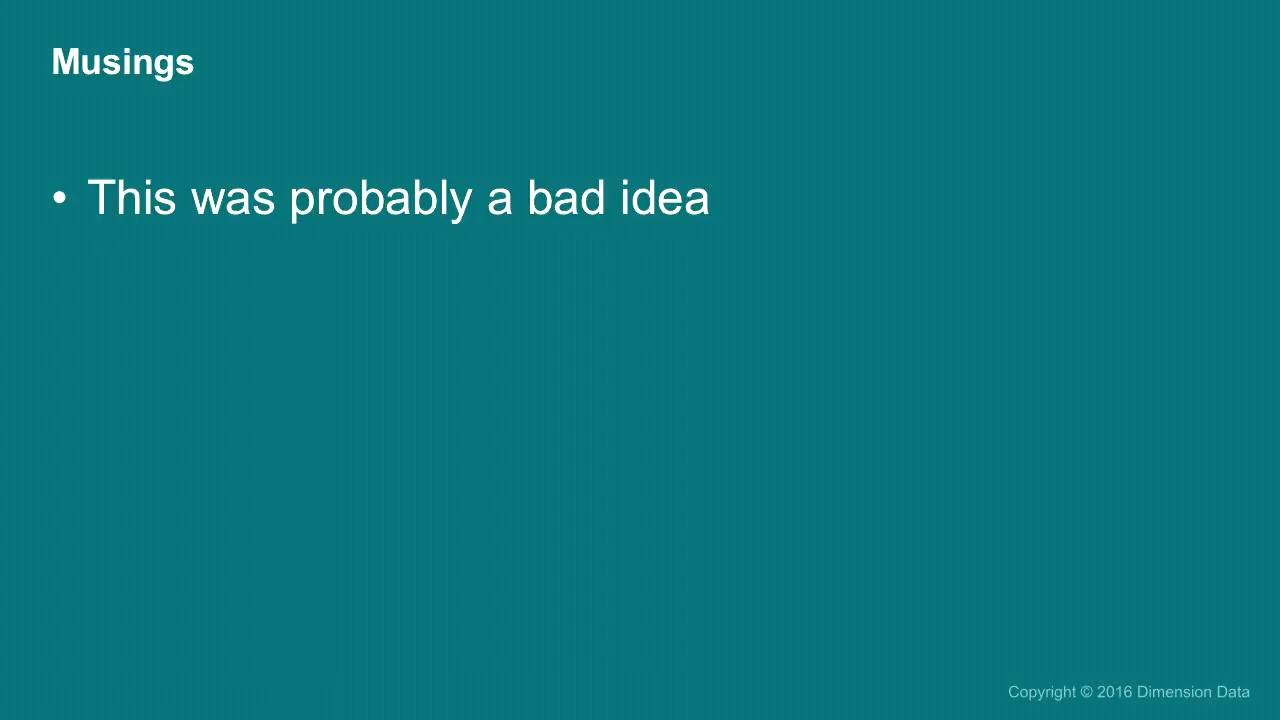 Musings
• This was probably a bad idea
Copyright © 2016 Dimension Data